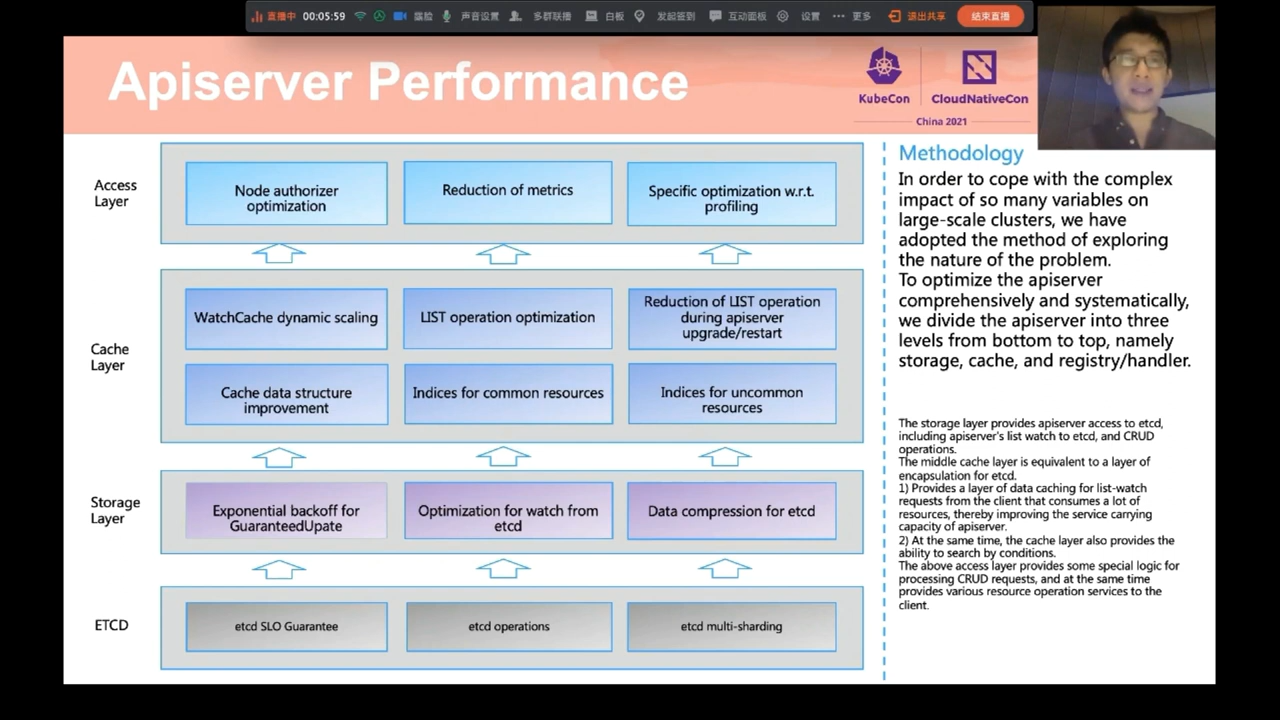 直播中 00:05:59 瘦脸 声音设置 多群联播 白板 发起签到 互动面板 设置 更多 退出共享 结束直播
Apiserver Performance
KubeCon CloudNativeCon
China 2021
Access
Layer
Node authorizer
optimization
Reduction of metrics
Specific optimization w.r.t.
profiling
Cache
Layer
WatchCache dynamic scaling
LIST operation optimization
Reduction of LIST operation
during apiserver
upgrade/restart
Cache data structure
improvement
Indices for common resources
Indices for uncommon
resources
Storage
Layer
Exponential backoff for
GuaranteedUpate
Optimization for watch from
etcd
Data compression for etcd
ETCD
etcd SLO Guarantee
etcd operations
etcd multi-sharding
Methodology
In order to cope with the complex
impact of so many variables on
large-scale clusters, we have
adopted the method of exploring
the nature of the problem.
To optimize the apiserver
comprehensively and systematically,
we divide the apiserver into three
levels from bottom to top, namely
storage, cache, and registry/handler.
The storage layer provides apiserver access to etcd,
including apiserver's list watch to etcd, and CRUD
operations.
The middle cache layer is equivalent to a layer of
encapsulation for etcd.
1) Provides a layer of data caching for list-watch
requests from the client that consumes a lot of
resources, thereby improving the service carrying
capacity of apiserver.
2) At the same time, the cache layer also provides the
ability to search by conditions.
The above access layer provides some special logic for
processing CRUD requests, and at the same time
provides various resource operation services to the
client.